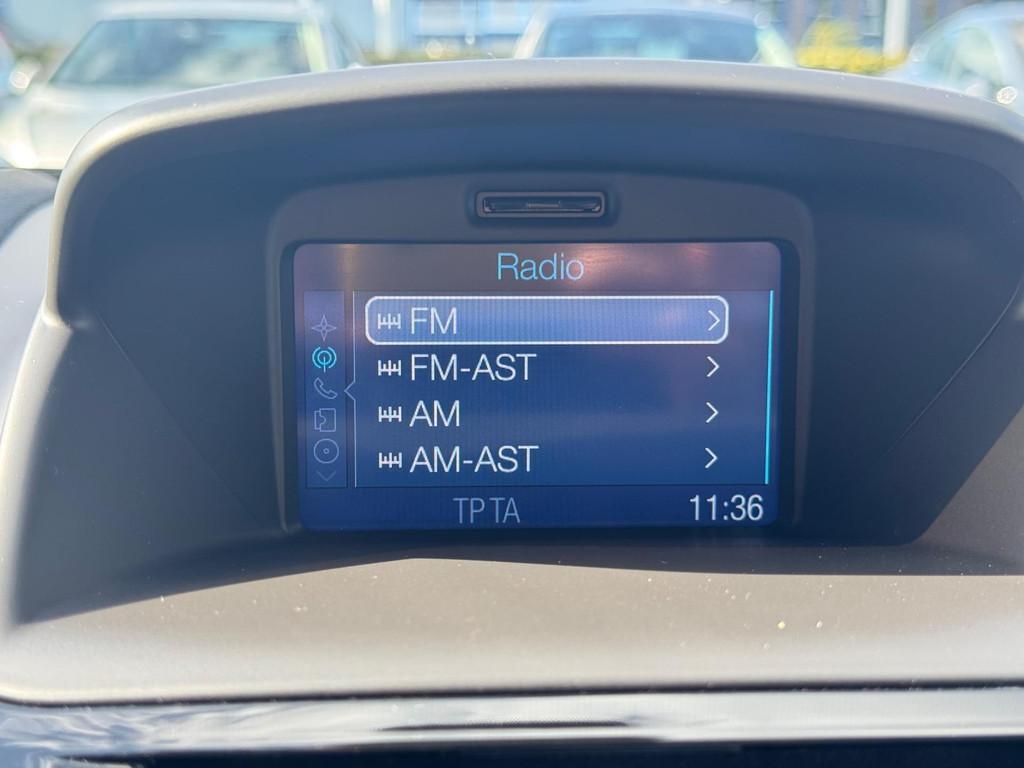 Radio
FM
FM-AST
AM
AM-AST
TP TA 11:36